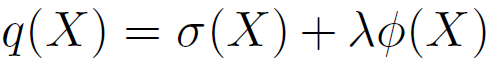 q(X) = σ(X) + λϕ(X)